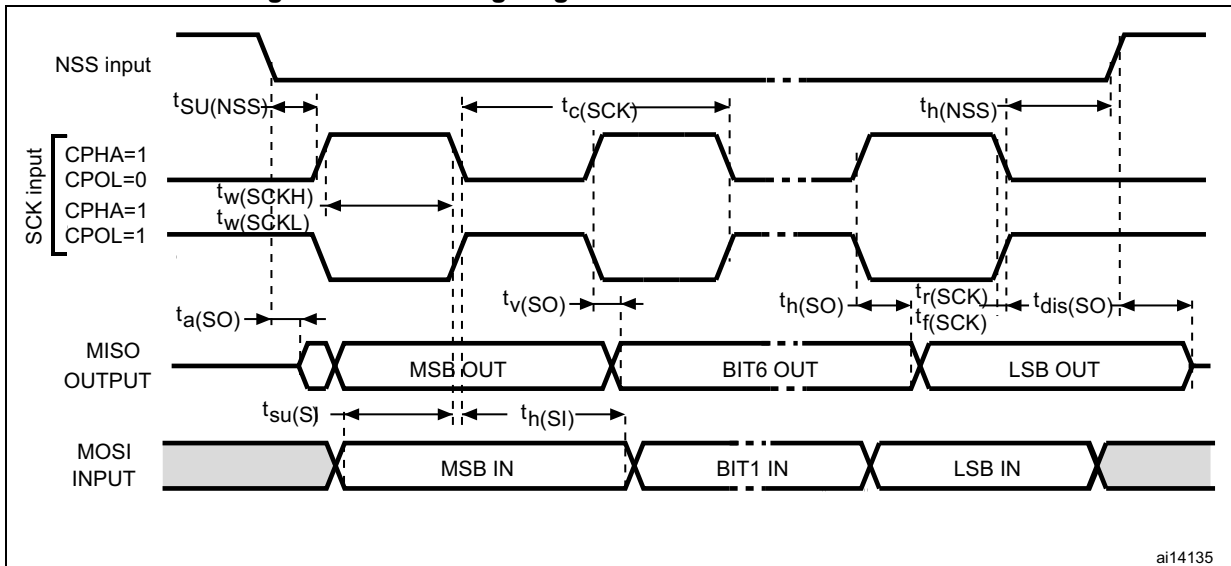 NSS input
tSU(NSS)
tc(SCK)
th(NSS)
SCK input
CPHA=1
CPOL=0
tw(SCKH)
CPHA=1
tw(SCKL)
CPOL=1
ta(SO)
tv(SO)
th(SO)
tr(SCK)
tf(SCK)
tdis(SO)
MISO
OUTPUT
MSB OUT
BIT6 OUT
LSB OUT
tsu(SI
th(SI)
MOSI
INPUT
MSB IN
BIT1 IN
LSB IN
ai14135